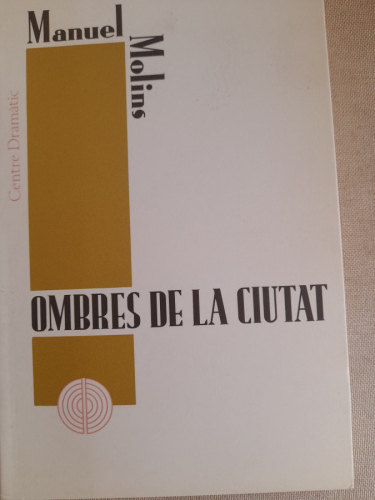 Manuel
Molins
Centre Dramàtic
OMBRES DE LA CIUTAT